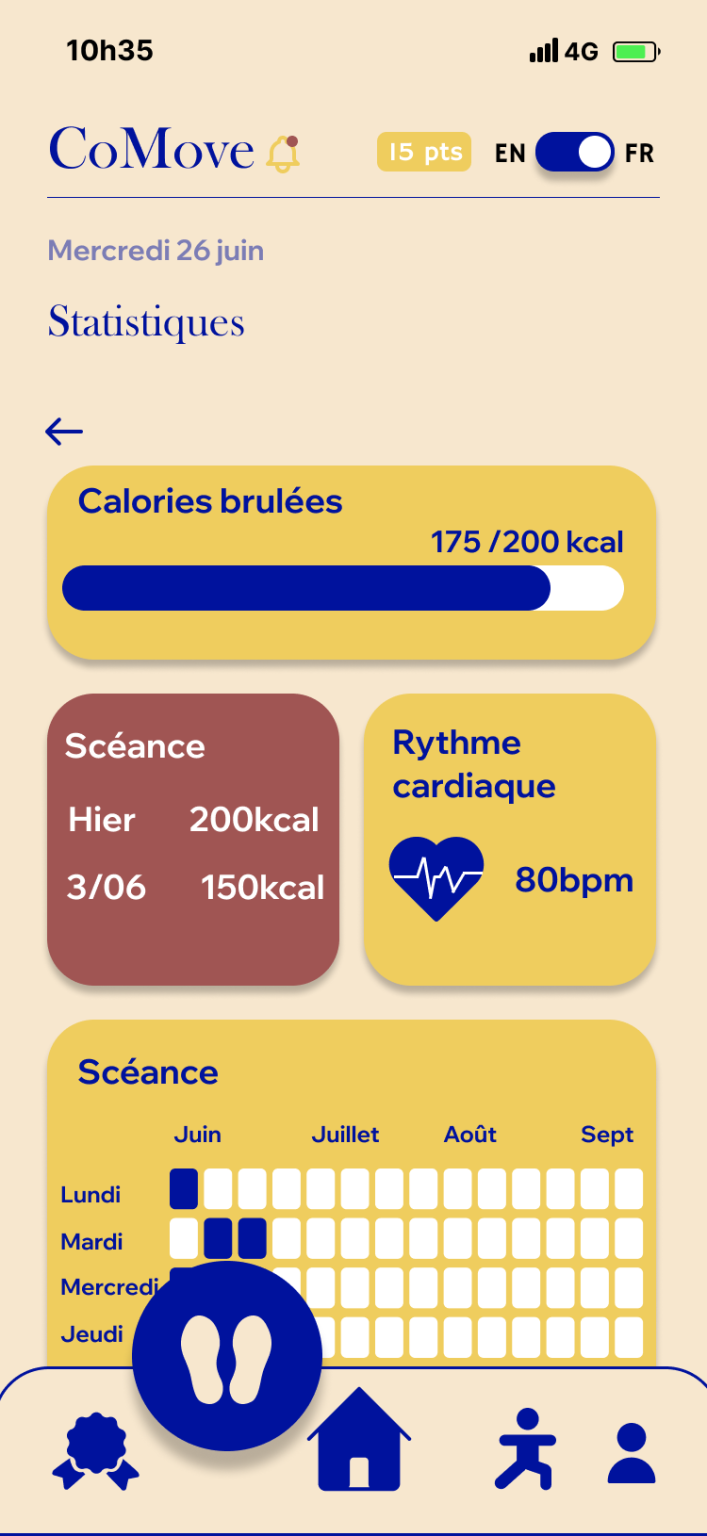 10h35 4G
CoMove 15 pts EN FR
Mercredi 26 juin
Statistiques
Calories brulées
175 /200 kcal
Scéance
Hier 200kcal
3/06 150kcal
Rythme
cardiaque
80bpm
Scéance
Juin Juillet Août Sept
Lundi
Mardi
Mercredi
Jeudi